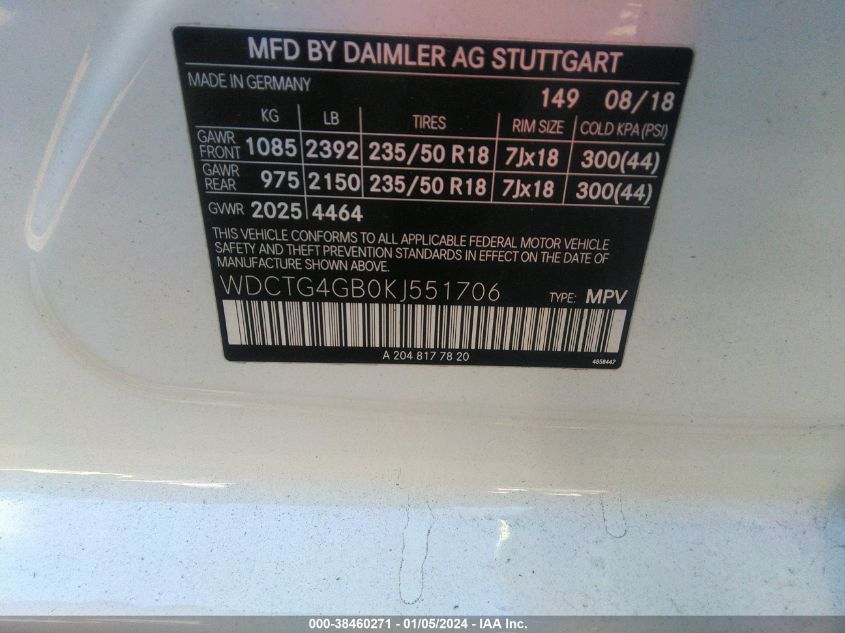 MFD BY DAIMLER AG STUTTGART
MADE IN GERMANY
149 08/18
KG LB TIRES RIM SIZE COLD KPA (PSI)
GAWR FRONT 1085 2392 235/50 R18 7Jx18 300(44)
GAWR REAR 975 2150 235/50 R18 7Jx18 300(44)
GVWR 2025 4464
THIS VEHICLE CONFORMS TO ALL APPLICABLE FEDERAL MOTOR VEHICLE
SAFETY AND THEFT PREVENTION STANDARDS IN EFFECT ON THE DATE OF
MANUFACTURE SHOWN ABOVE.
WDCTG4GB0KJ551706 TYPE: MPV
A 204 817 78 20 4858447
000-38460271 - 01/05/2024 - IAA Inc.